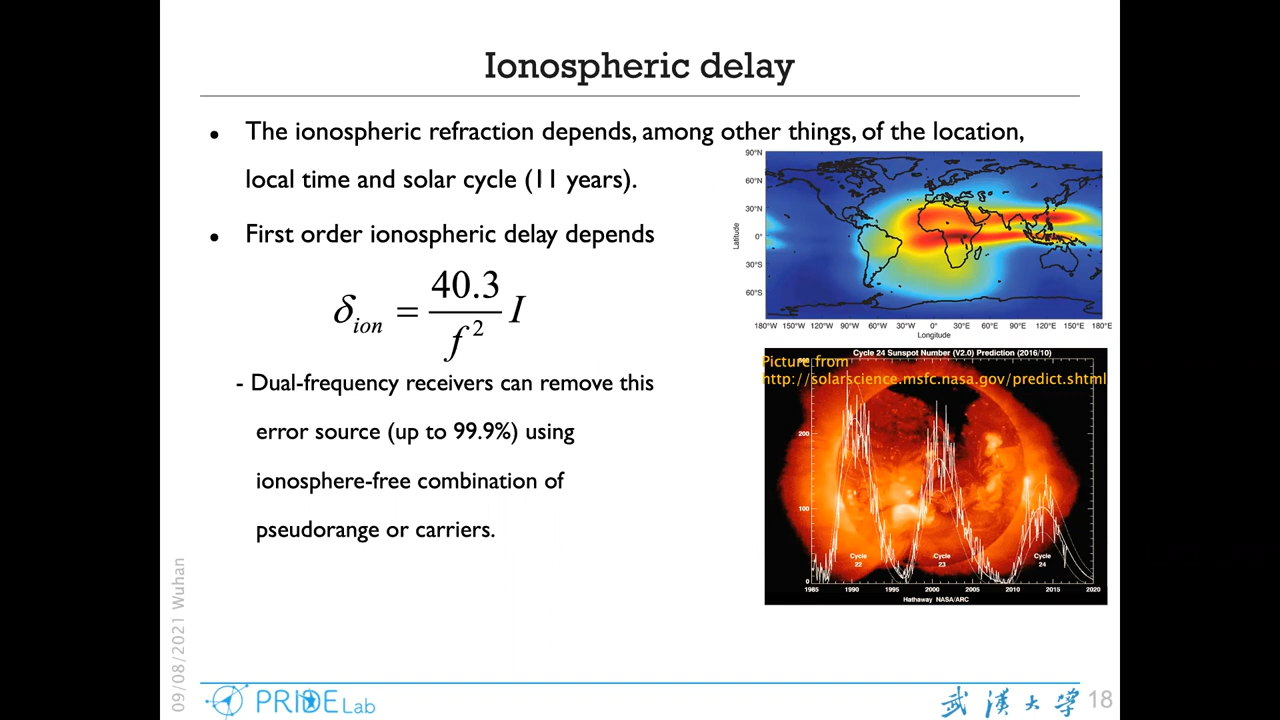 Ionospheric delay
• The ionospheric refraction depends, among other things, of the location,
local time and solar cycle (11 years).
• First order ionospheric delay depends
δion = 40.3 / f² I
- Dual-frequency receivers can remove this
error source (up to 99.9%) using
ionosphere-free combination of
pseudorange or carriers.
90°N
60°N
30°N
0°
30°S
60°S
Latitude
180°W 150°W 120°W 90°W 60°W 30°W 0° 30°E 60°E 90°E 120°E 150°E 180°E
Longitude
Cycle 24 Sunspot Number (V2.0) Prediction (2016/10)
Picture from
http://solarscience.msfc.nasa.gov/predict.shtml
200
100
0
Cycle 22
Cycle 23
Cycle 24
1985 1990 1995 2000 2005 2010 2015 2020
Hathaway NASA/ARC
09/08/2021 Wuhan
PRIDE Lab
武汉大学
18